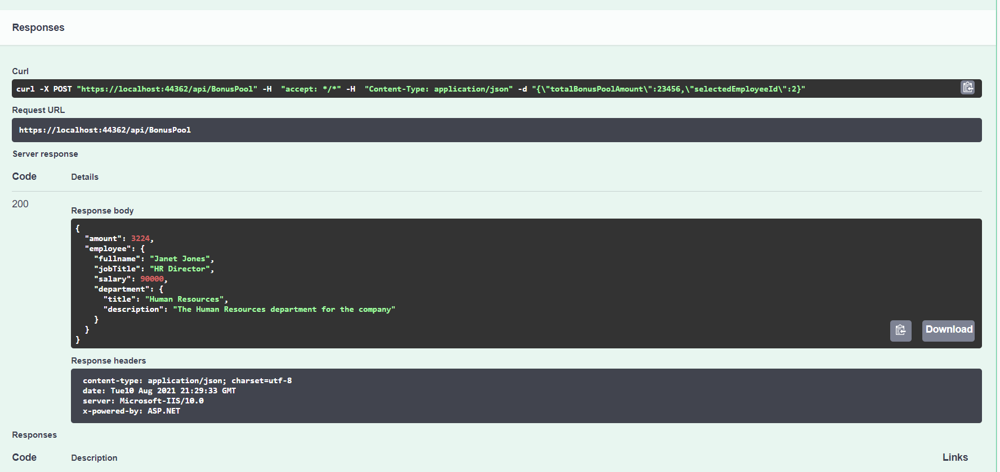 Responses
Curl
curl -X POST "https://localhost:44362/api/BonusPool" -H  "accept: */*" -H  "Content-Type: application/json" -d "{\"totalBonusPoolAmount\":23456,\"selectedEmployeeId\":2}"
Request URL
https://localhost:44362/api/BonusPool
Server response
Code Details
200
Response body
{
  "amount": 3224,
  "employee": {
    "fullname": "Janet Jones",
    "jobTitle": "HR Director",
    "salary": 90000,
    "department": {
      "title": "Human Resources",
      "description": "The Human Resources department for the company"
    }
  }
}
Download
Response headers
content-type: application/json; charset=utf-8
date: Tue10 Aug 2021 21:29:33 GMT
server: Microsoft-IIS/10.0
x-powered-by: ASP.NET
Responses
Code Description Links